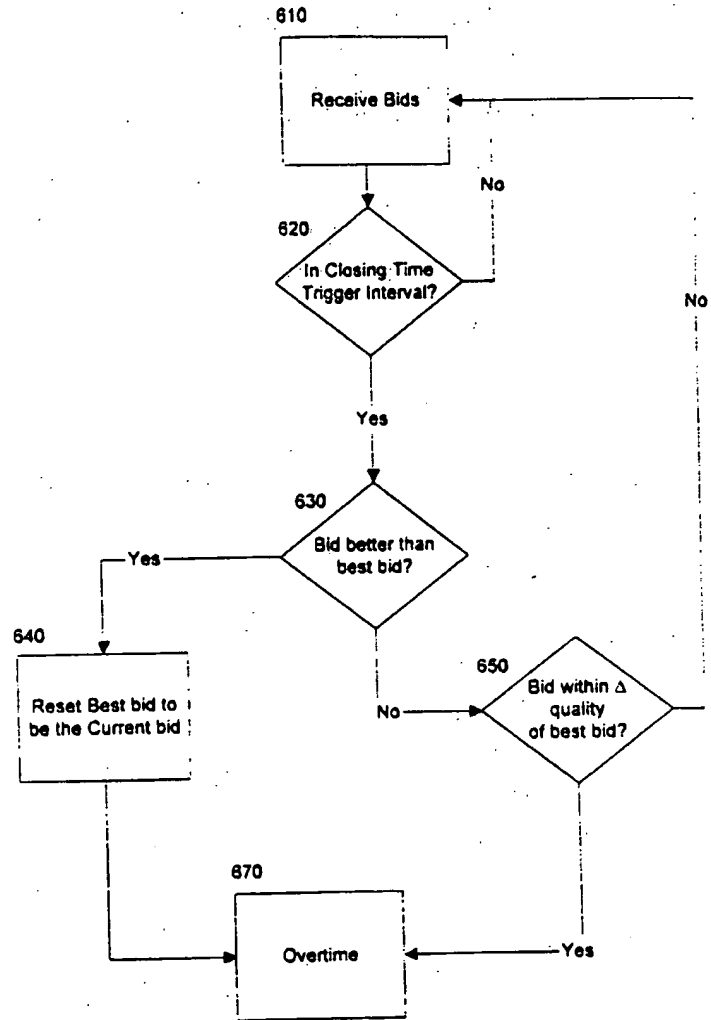 610
Receive Bids
No
620
In Closing Time
Trigger Interval?
No
Yes
630
Bid better than
best bid?
Yes
640
Reset Best bid to
be the Current bid
650
Bid within Δ
quality
of best bid?
No
670
Overtime
Yes